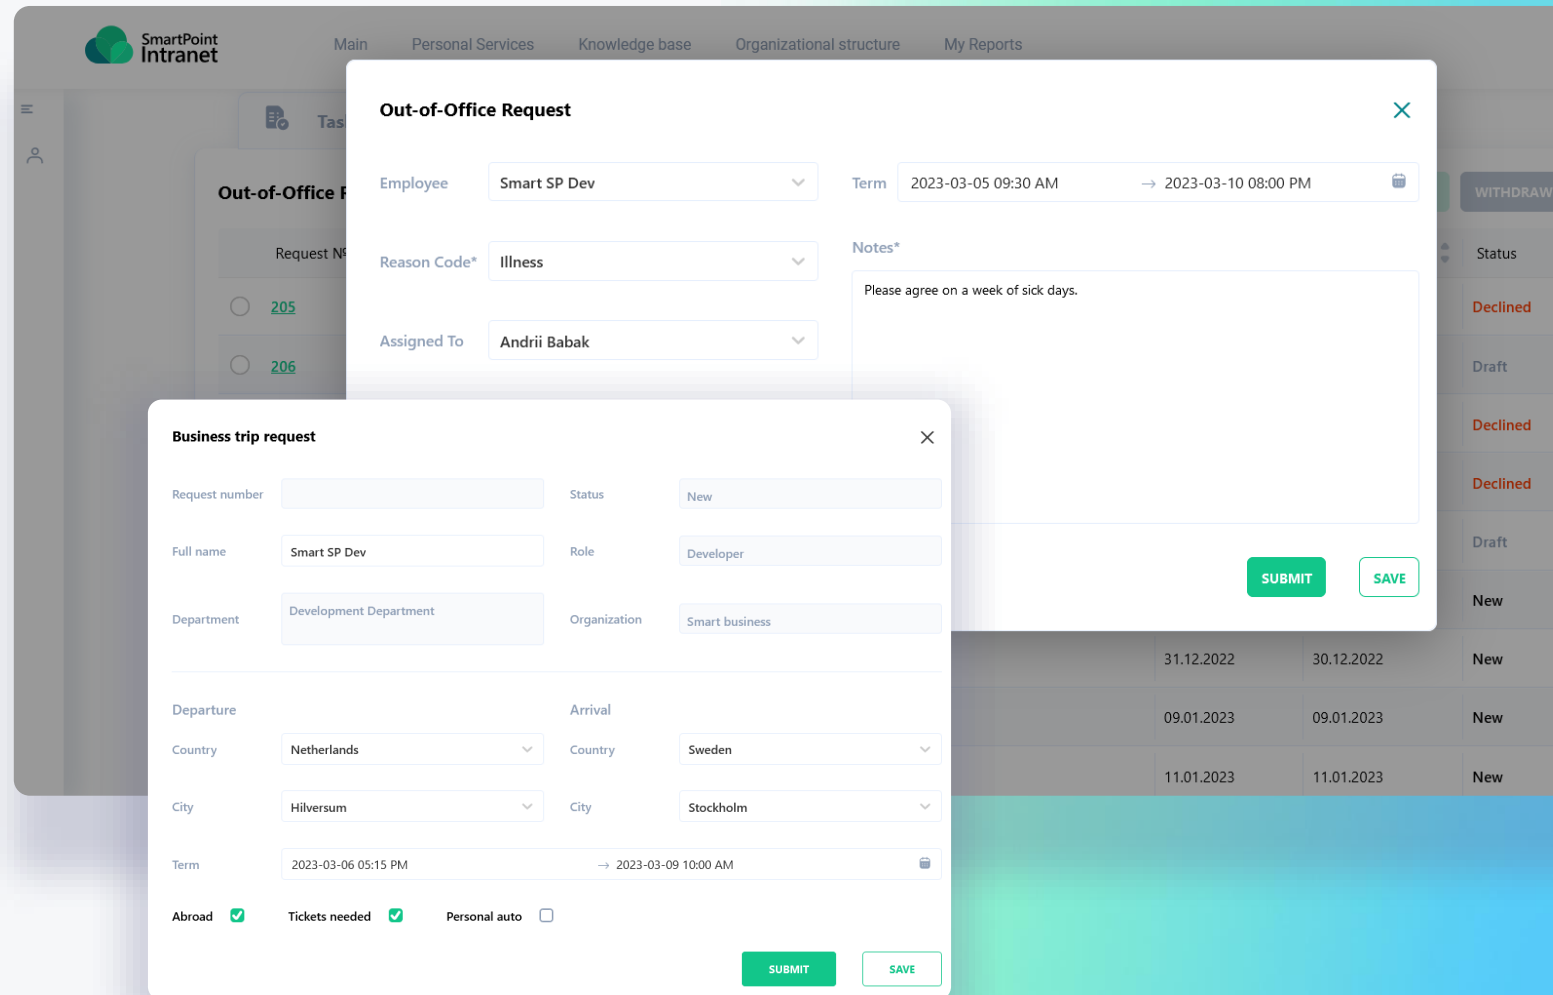 SmartPoint
Intranet
Main Personal Services Knowledge base Organizational structure My Reports
Out-of-Office Request
Employee Smart SP Dev Term 2023-03-05 09:30 AM → 2023-03-10 08:00 PM
Reason Code* Illness
Notes*
Please agree on a week of sick days.
Assigned To Andrii Babak
SUBMIT SAVE
Out-of-Office
WITHDRAW
Request № Status
205 Declined
206 Draft
Declined
Declined
Draft
New
31.12.2022 30.12.2022 New
09.01.2023 09.01.2023 New
11.01.2023 11.01.2023 New
Business trip request
Request number Status New
Full name Smart SP Dev Role Developer
Department Development Department Organization Smart business
Departure Arrival
Country Netherlands Country Sweden
City Hilversum City Stockholm
Term 2023-03-06 05:15 PM → 2023-03-09 10:00 AM
Abroad Tickets needed Personal auto
SUBMIT SAVE